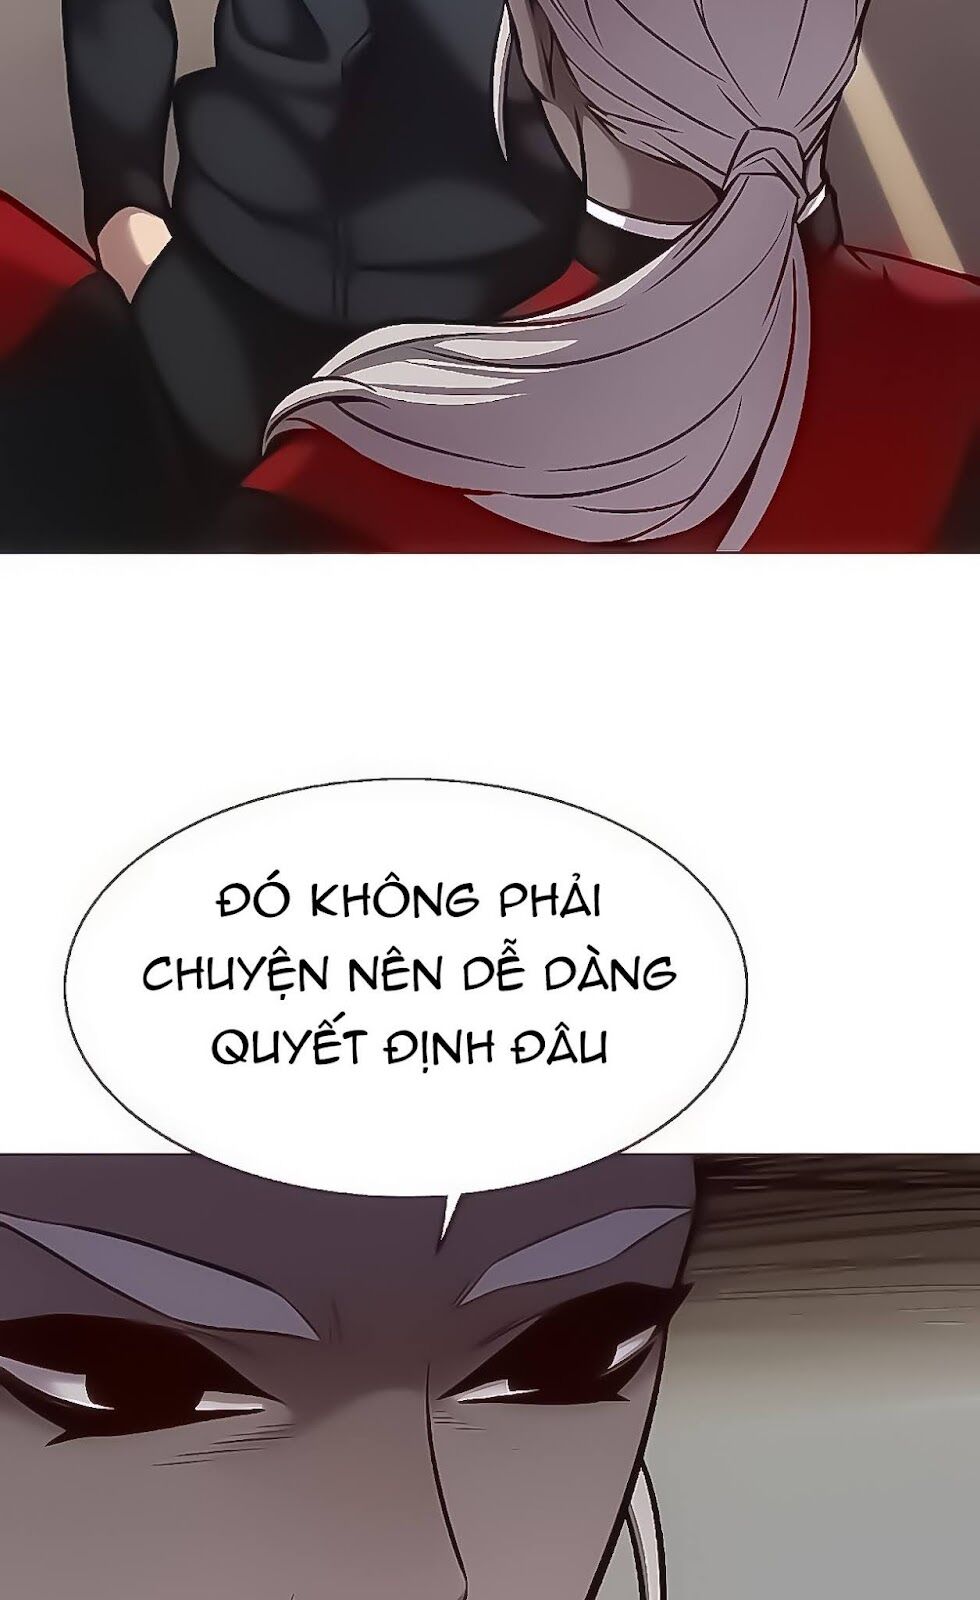 ĐÓ KHÔNG PHẢI
CHUYỆN NÊN DỄ DÀNG
QUYẾT ĐỊNH ĐÂU